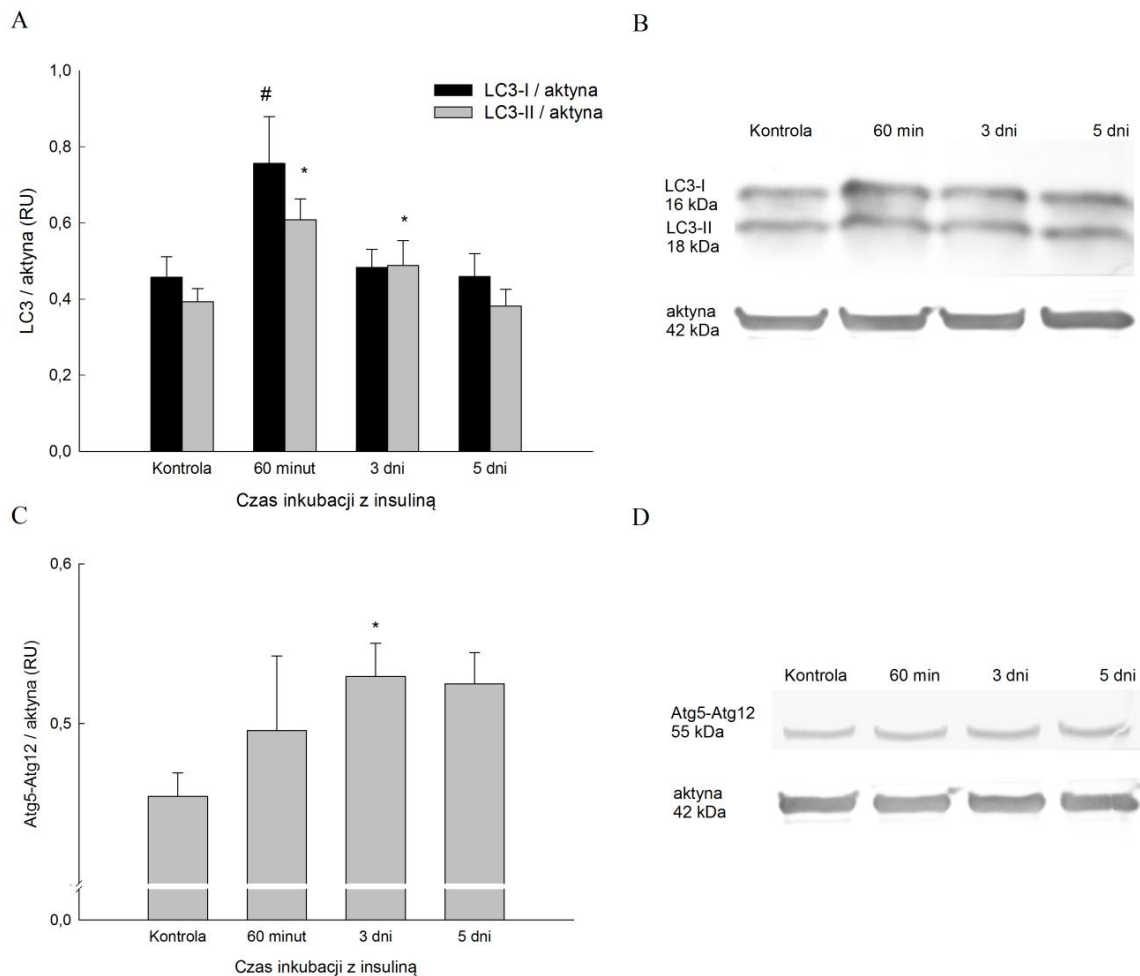 A
1,0
0,8
0,6
0,4
0,2
0,0
LC3 / aktyna (RU)
#
*
*
LC3-I / aktyna
LC3-II / aktyna
Kontrola 60 minut 3 dni 5 dni
Czas inkubacji z insuliną
B
Kontrola 60 min 3 dni 5 dni
LC3-I
16 kDa
LC3-II
18 kDa
aktyna
42 kDa
C
0,6
0,5
0,0
Atg5-Atg12 / aktyna (RU)
*
Kontrola 60 minut 3 dni 5 dni
Czas inkubacji z insuliną
D
Kontrola 60 min 3 dni 5 dni
Atg5-Atg12
55 kDa
aktyna
42 kDa